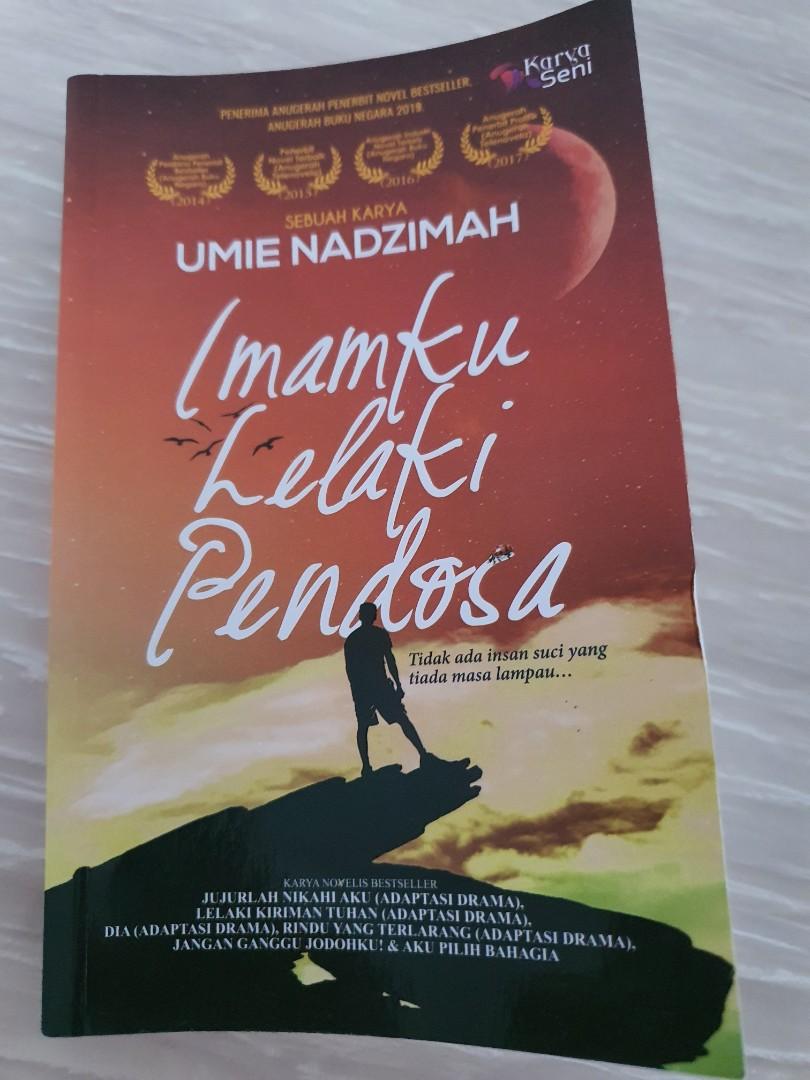 Karya
Seni
PENERIMA ANUGERAH PENERBIT NOVEL BESTSELLER,
ANUGERAH BUKU NEGARA 2019.
(2014)
(2015)
(2016)
(2017)
SEBUAH KARYA
UMIE NADZIMAH
Imamku
Lelaki
Pendosa
Tidak ada insan suci yang
tiada masa lampau...
KARYA NOVELIS BESTSELLER
JUJURLAH NIKAHI AKU (ADAPTASI DRAMA),
LELAKI KIRIMAN TUHAN (ADAPTASI DRAMA),
DIA (ADAPTASI DRAMA), RINDU YANG TERLARANG (ADAPTASI DRAMA),
JANGAN GANGGU JODOHKU! & AKU PILIH BAHAGIA